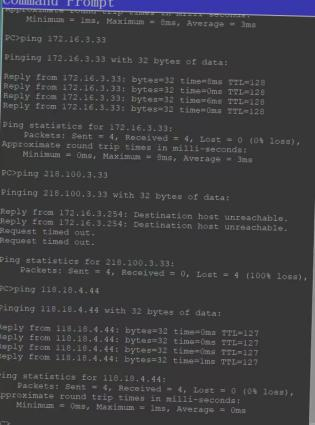 Command Prompt
Approximate round trip times in milli-seconds:
Minimum = 1ms, Maximum = 8ms, Average = 3ms
PC>ping 172.16.3.33
Pinging 172.16.3.33 with 32 bytes of data:
Reply from 172.16.3.33: bytes=32 time=8ms TTL=128
Reply from 172.16.3.33: bytes=32 time=0ms TTL=128
Reply from 172.16.3.33: bytes=32 time=6ms TTL=128
Reply from 172.16.3.33: bytes=32 time=0ms TTL=128
Ping statistics for 172.16.3.33:
Packets: Sent = 4, Received = 4, Lost = 0 (0% loss),
Approximate round trip times in milli-seconds:
Minimum = 0ms, Maximum = 8ms, Average = 3ms
PC>ping 218.100.3.33
Pinging 218.100.3.33 with 32 bytes of data:
Reply from 172.16.3.254: Destination host unreachable.
Reply from 172.16.3.254: Destination host unreachable.
Request timed out.
Request timed out.
Ping statistics for 218.100.3.33:
Packets: Sent = 4, Received = 0, Lost = 4 (100% loss),
PC>ping 118.18.4.44
Pinging 118.18.4.44 with 32 bytes of data:
Reply from 118.18.4.44: bytes=32 time=0ms TTL=127
Reply from 118.18.4.44: bytes=32 time=0ms TTL=127
Reply from 118.18.4.44: bytes=32 time=0ms TTL=127
Reply from 118.18.4.44: bytes=32 time=1ms TTL=127
Ping statistics for 118.18.4.44:
Packets: Sent = 4, Received = 4, Lost = 0 (0% loss),
Approximate round trip times in milli-seconds:
Minimum = 0ms, Maximum = 1ms, Average = 0ms
PC>